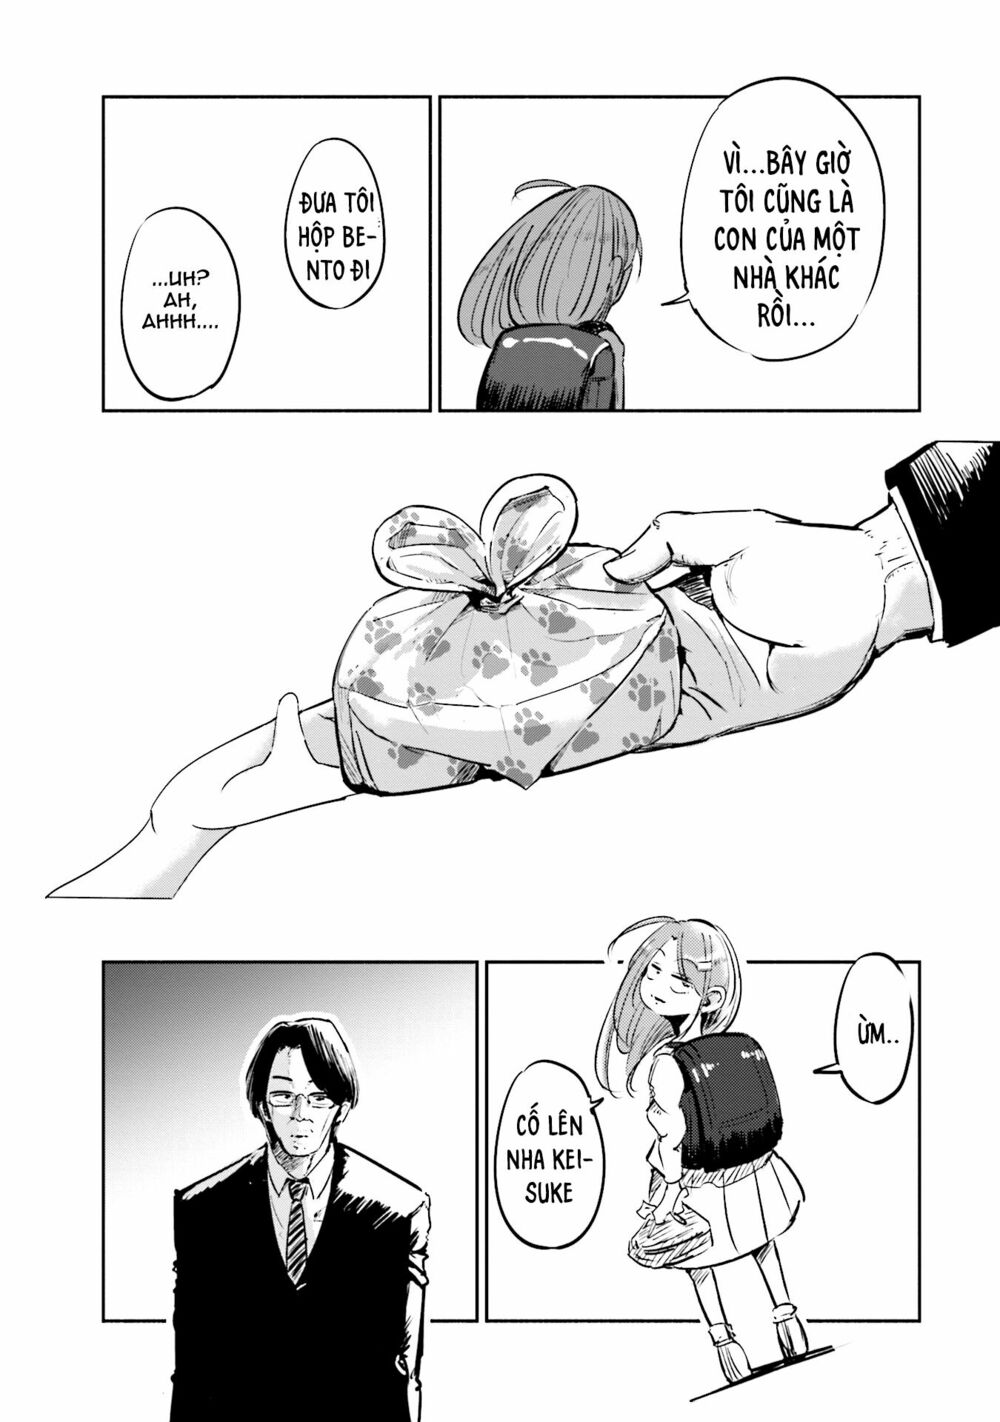 VÌ...BÂY GIỜ
TÔI CŨNG LÀ
CON CỦA MỘT
NHÀ KHÁC
RỒI...
ĐƯA TÔI
HỘP BE-
NTO ĐI
...UH?
AH,
AHHH....
ỪM..
CỐ LÊN
NHA KEI-
SUKE